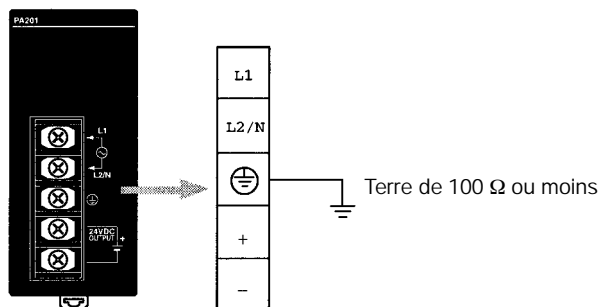 PA201
L1
L2/N
24VDC
OUTPUT
+
L1
L2/N
+
−
Terre de 100 Ω ou moins